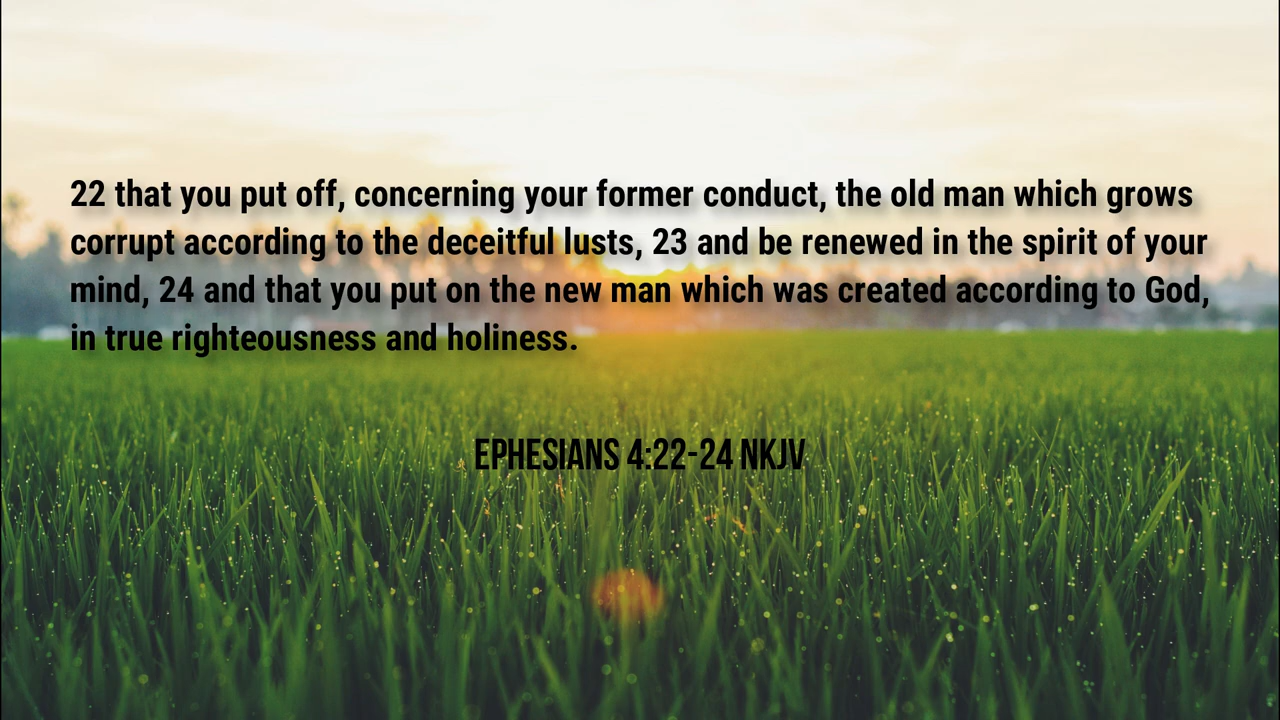 22 that you put off, concerning your former conduct, the old man which grows
corrupt according to the deceitful lusts, 23 and be renewed in the spirit of your
mind, 24 and that you put on the new man which was created according to God,
in true righteousness and holiness.
EPHESIANS 4:22-24 NKJV